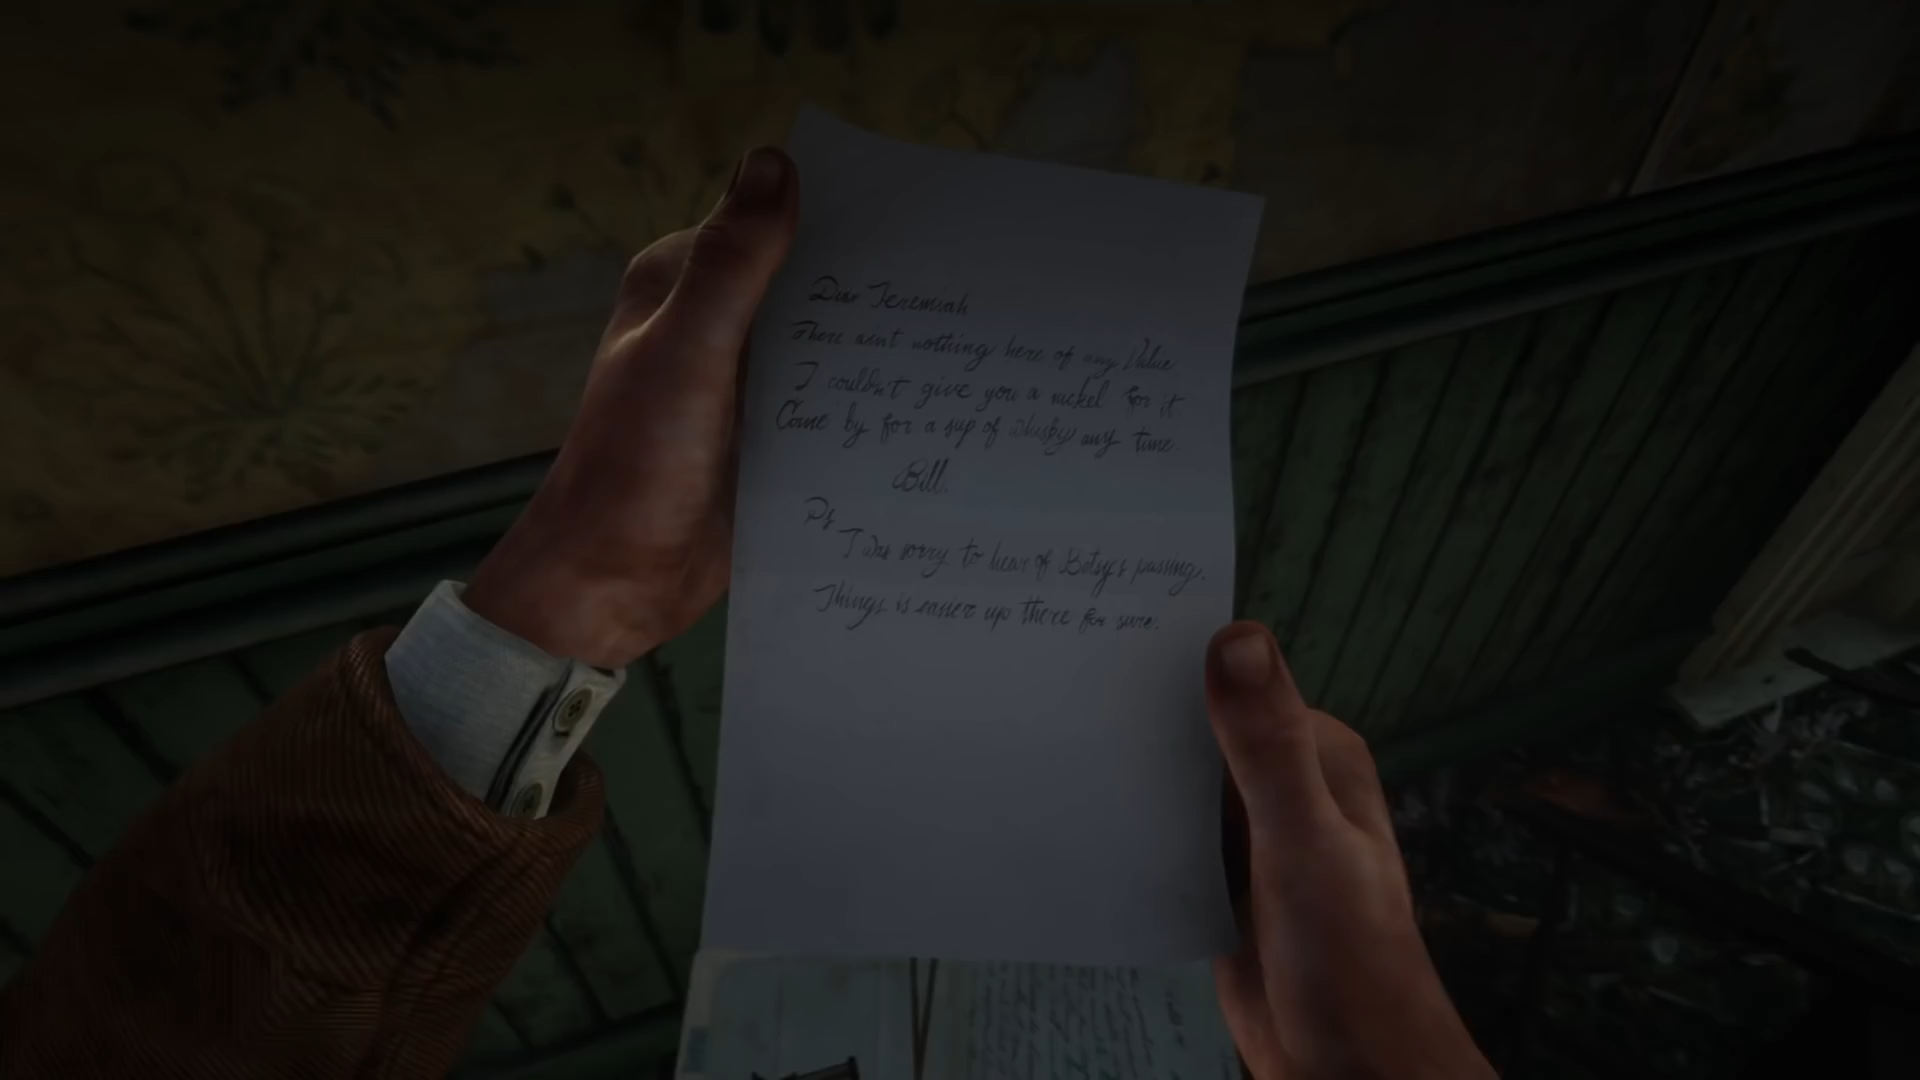 Dear Jeremiah
There aint nothing here of any Value
I couldn't give you a nickel for it
Come by for a sup of whisky any time.
Bill.
Ps
I was sorry to hear of Betsy's passing.
Things is easier up there for sure.